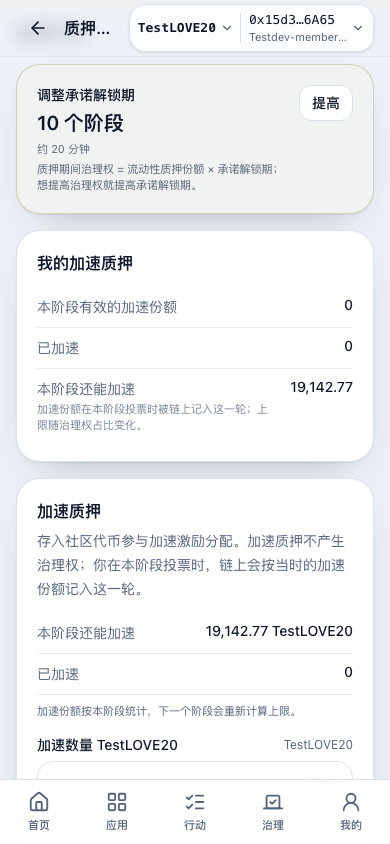 质押...
TestLOVE20
0x15d3...6A65
Testdev-member...
调整承诺解锁期
10 个阶段
提高
约 20 分钟
质押期间治理权 = 流动性质押份额 × 承诺解锁期;
想提高治理权就提高承诺解锁期。
我的加速质押
本阶段有效的加速份额
0
已加速
0
本阶段还能加速
19,142.77
加速份额在本阶段投票时被链上记入这一轮；上
限随治理权占比变化。
加速质押
存入社区代币参与加速激励分配。加速质押不产生
治理权；你在本阶段投票时，链上会按当时的加速
份额记入这一轮。
本阶段还能加速
19,142.77 TestLOVE20
已加速
0
加速份额按本阶段统计，下一个阶段会重新计算上限。
加速数量 TestLOVE20
TestLOVE20
首页
应用
行动
治理
我的